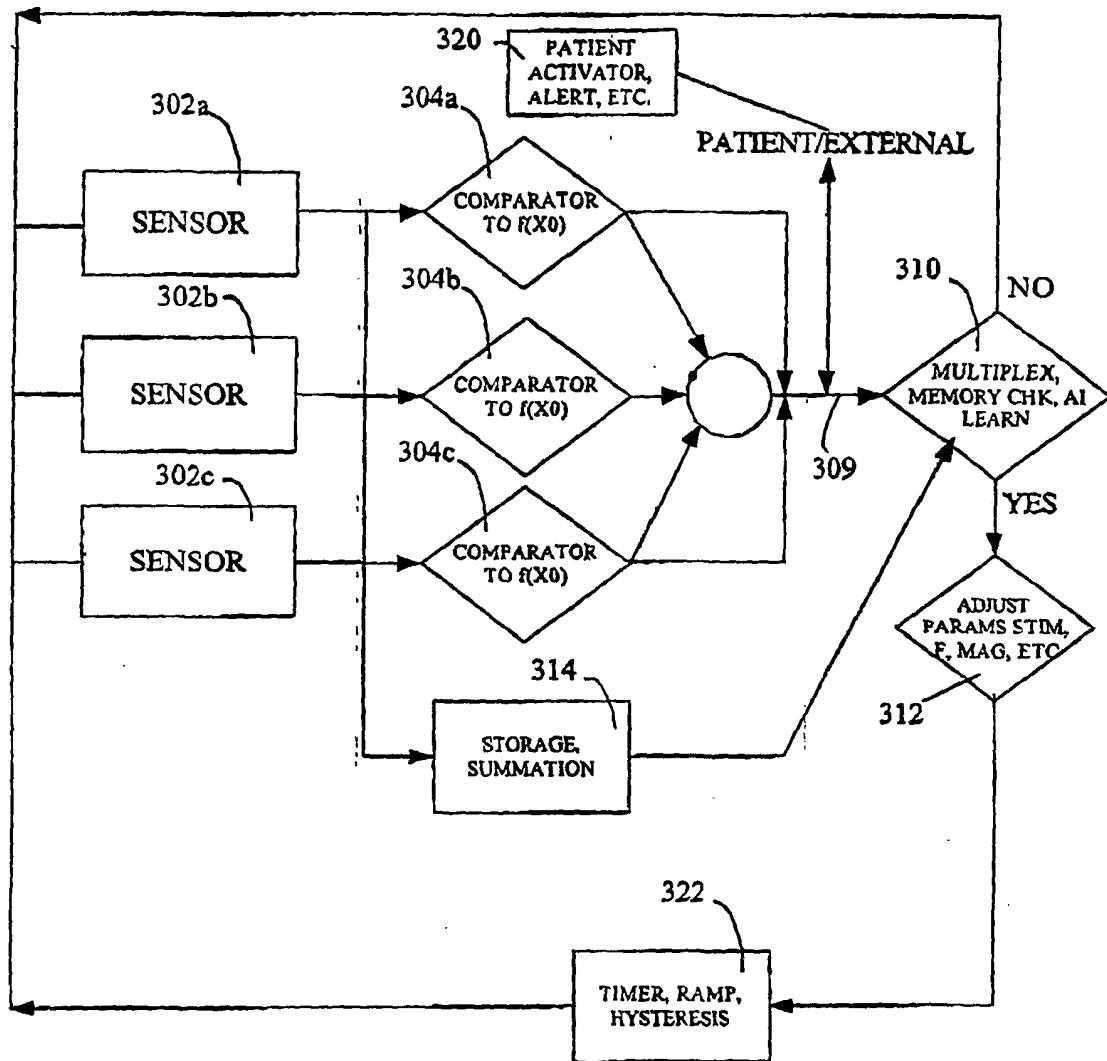 320
PATIENT
ACTIVATOR,
ALERT, ETC.
302a
304a
PATIENT/EXTERNAL
SENSOR
COMPARATOR
TO f(X0)
302b
304b
310
NO
SENSOR
COMPARATOR
TO f(X0)
MULTIPLEX,
MEMORY CHK, AI
LEARN
302c
304c
309
SENSOR
COMPARATOR
TO f(X0)
YES
ADJUST
PARAMS STIM,
F, MAG, ETC
312
314
STORAGE,
SUMMATION
322
TIMER, RAMP,
HYSTERESIS